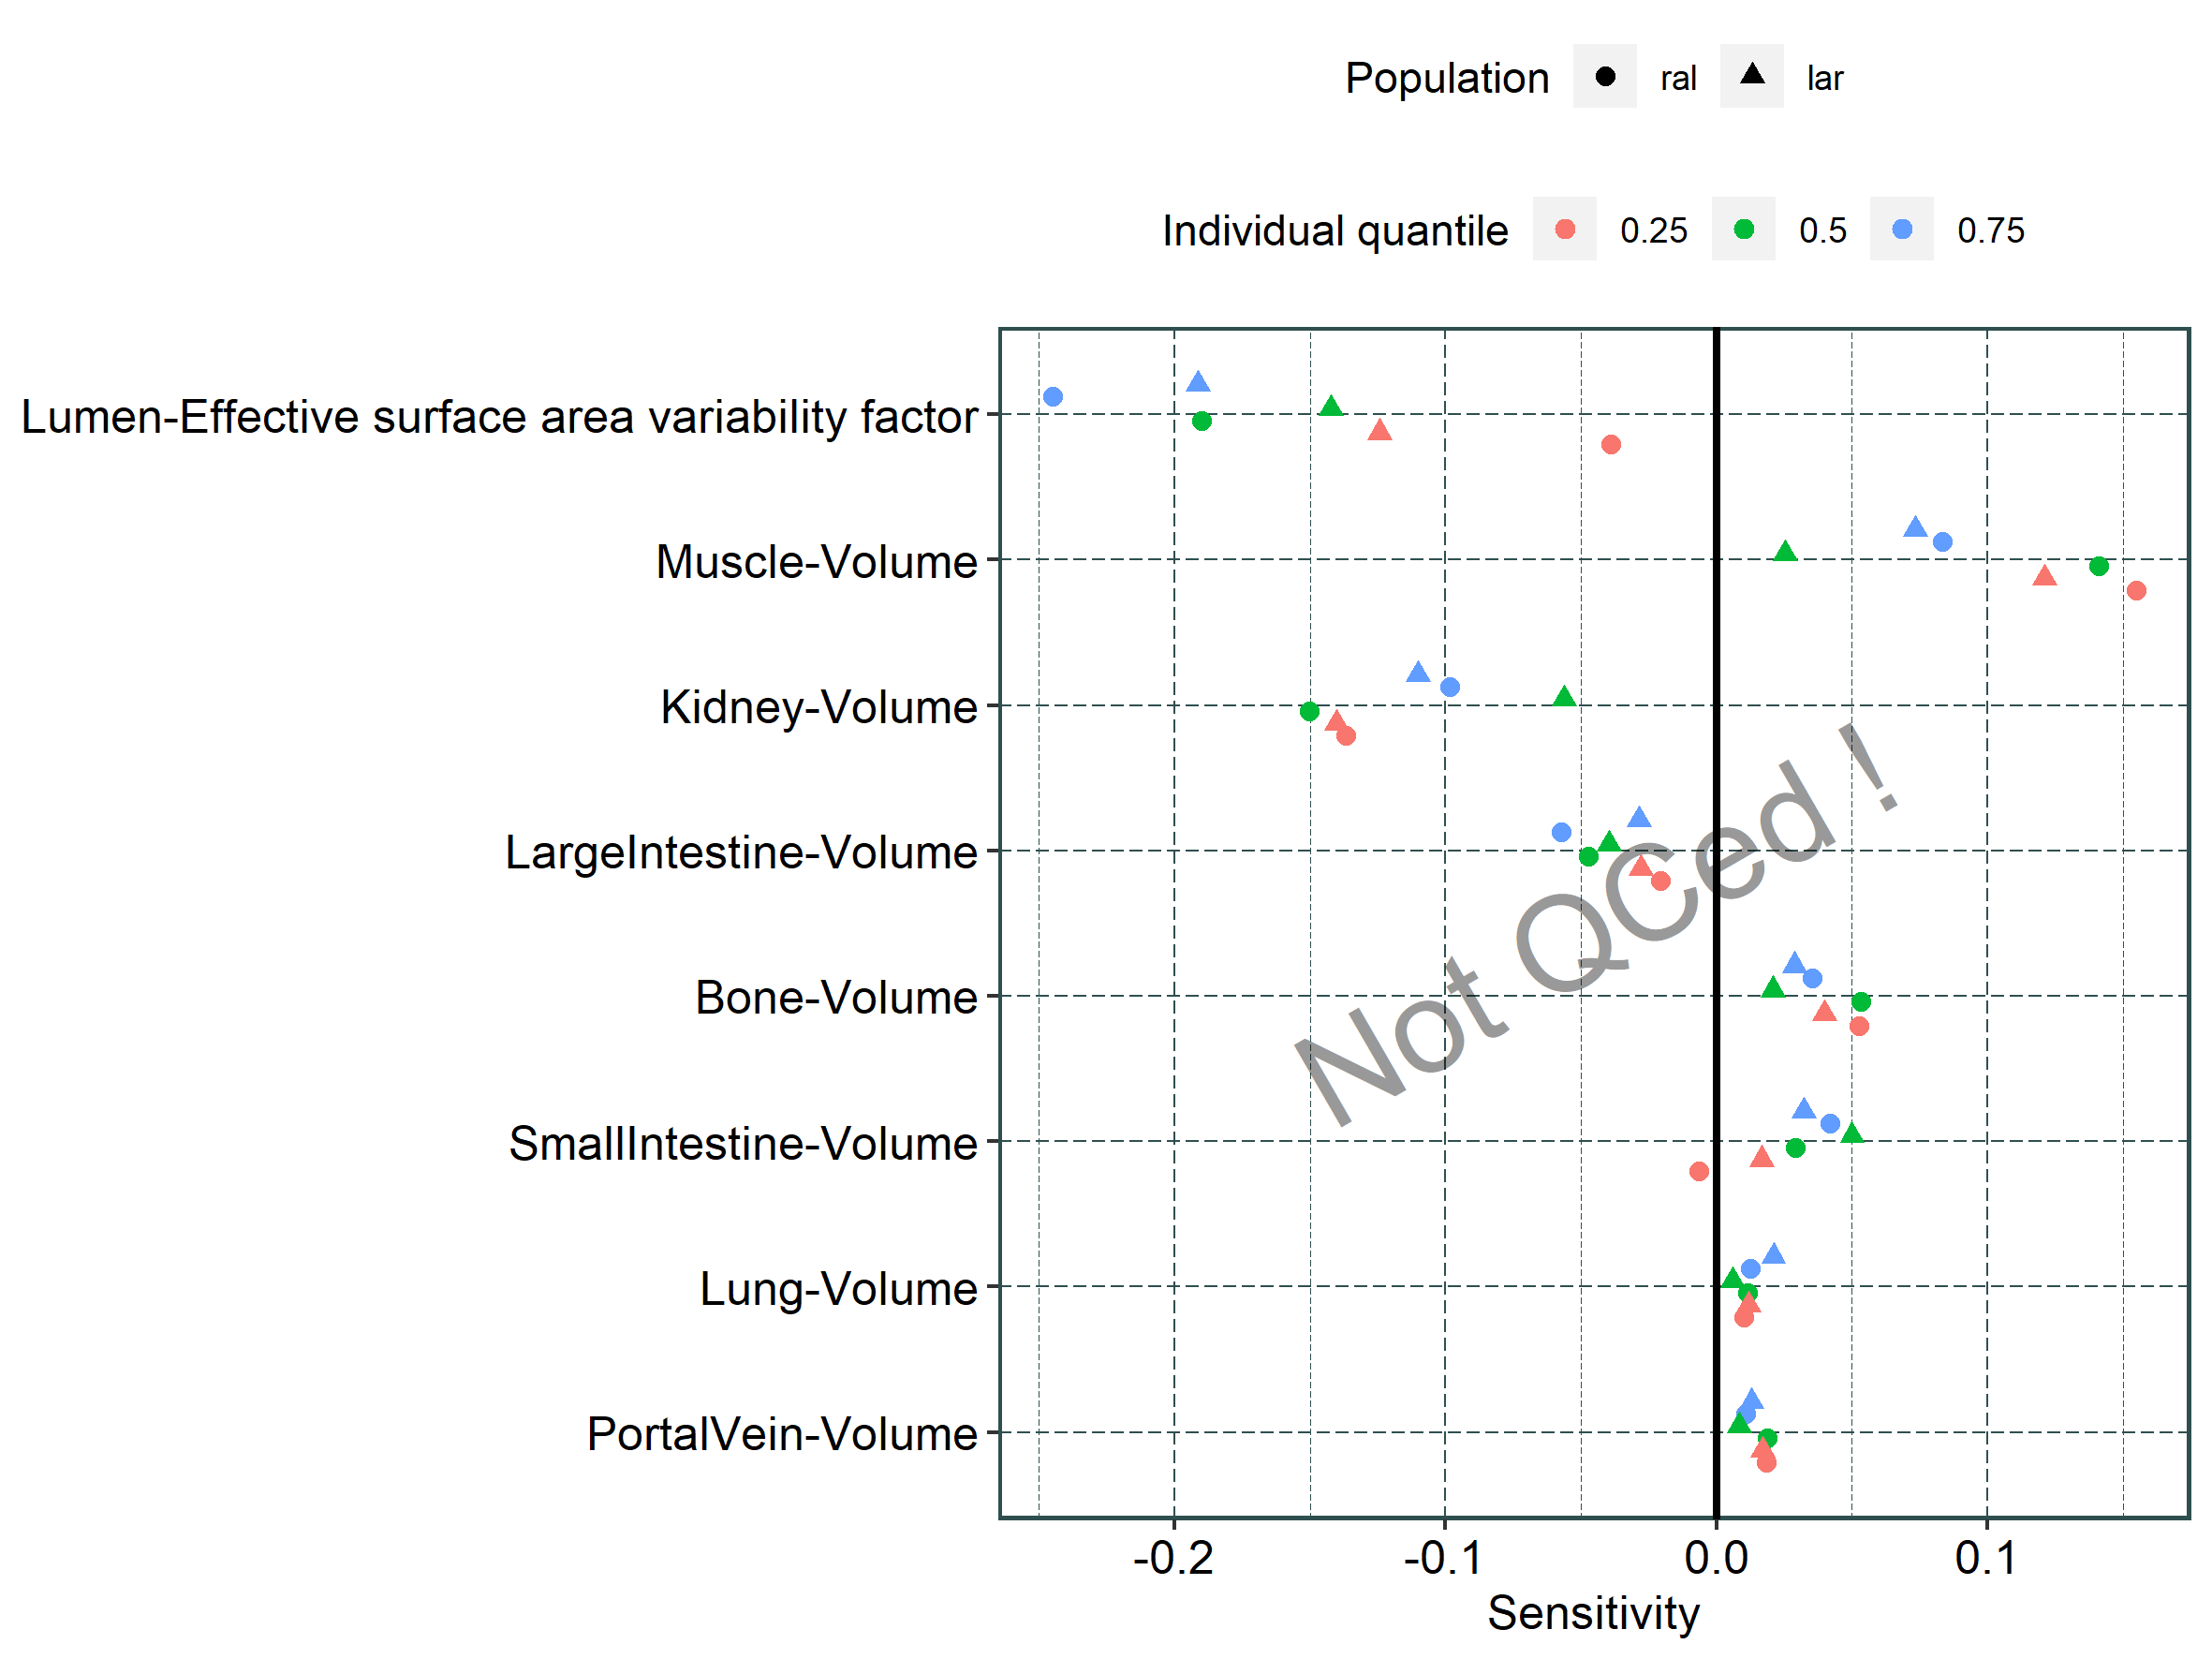 Population ral lar
Individual quantile 0.25 0.5 0.75
Lumen-Effective surface area variability factor
Muscle-Volume
Kidney-Volume
LargeIntestine-Volume
Bone-Volume
SmallIntestine-Volume
Lung-Volume
PortalVein-Volume
Not QCed !
-0.2 -0.1 0.0 0.1
Sensitivity